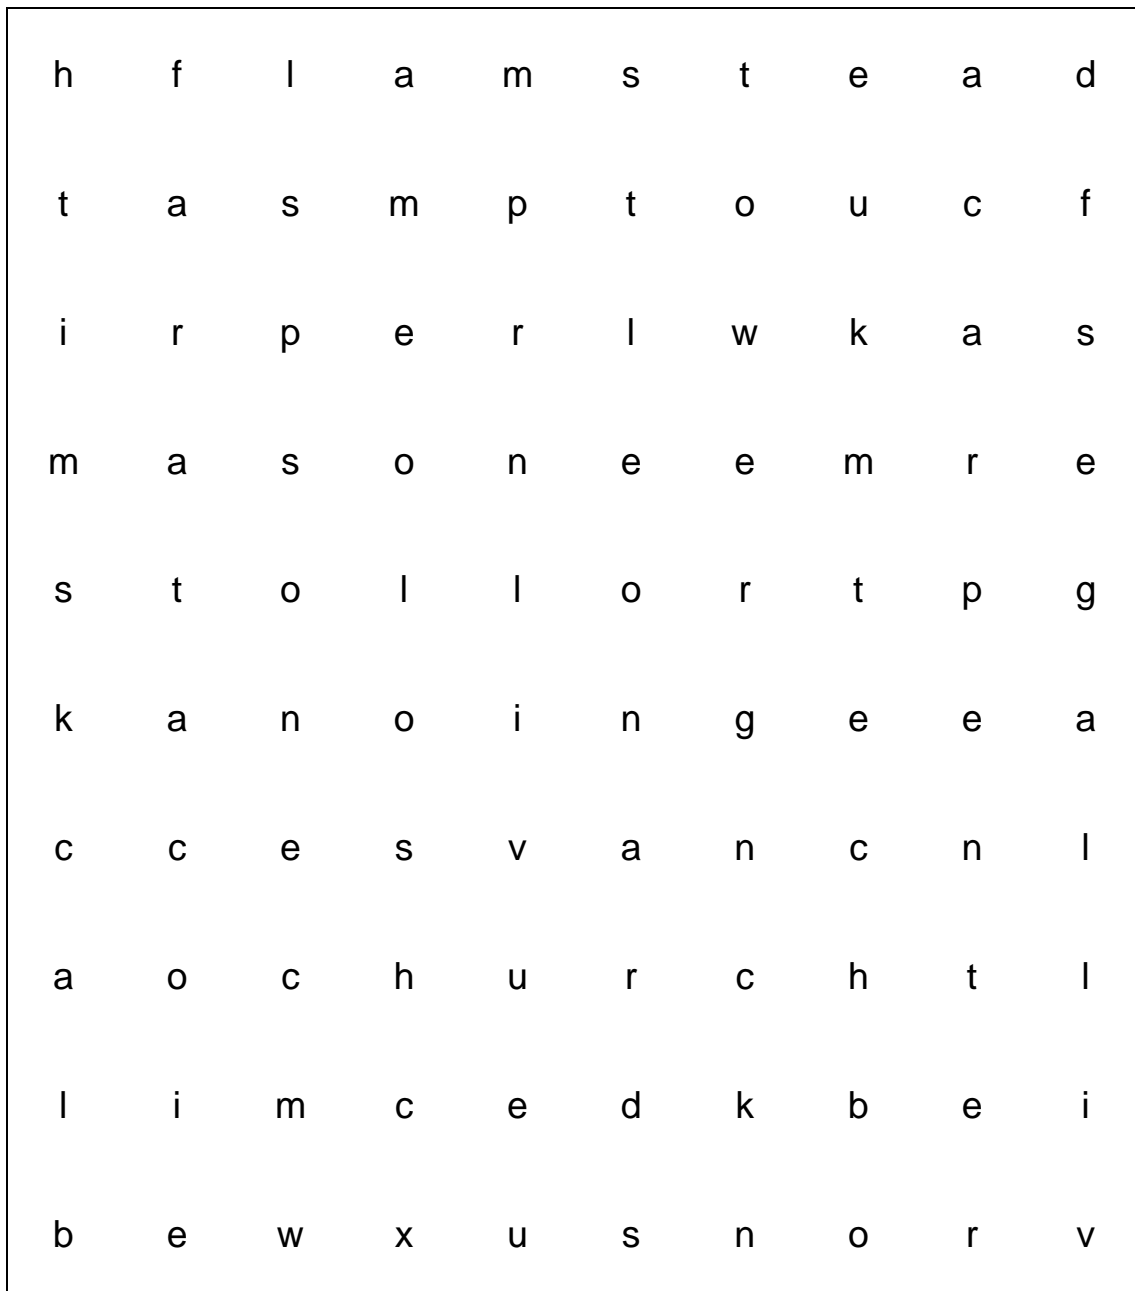 h f l a m s t e a d
t a s m p t o u c f
i r p e r l w k a s
m a s o n e e m r e
s t o l l o r t p g
k a n o i n g e e a
c c e s v a n c n l
a o c h u r c h t l
l i m c e d k b e i
b e w x u s n o r v